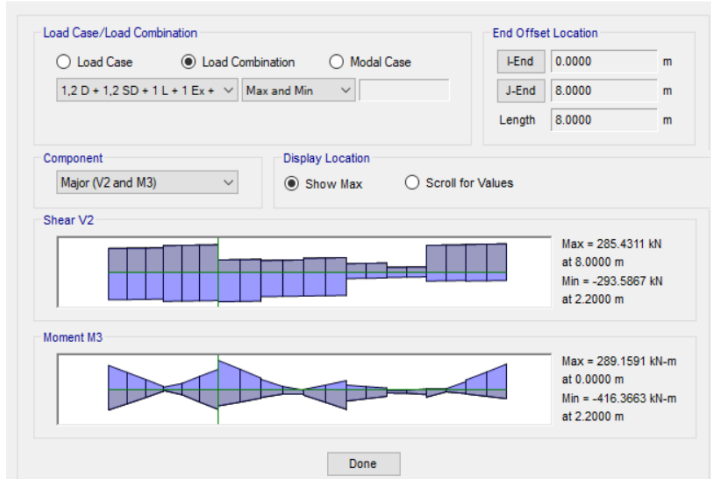 Load Case/Load Combination
Load Case
Load Combination
Modal Case
1,2 D + 1,2 SD + 1 L + 1 Ex +
Max and Min
End Offset Location
I-End
0.0000
m
J-End
8.0000
m
Length
8.0000
m
Component
Major (V2 and M3)
Display Location
Show Max
Scroll for Values
Shear V2
Max = 285.4311 kN
at 8.0000 m
Min = -293.5867 kN
at 2.2000 m
Moment M3
Max = 289.1591 kN-m
at 0.0000 m
Min = -416.3663 kN-m
at 2.2000 m
Done